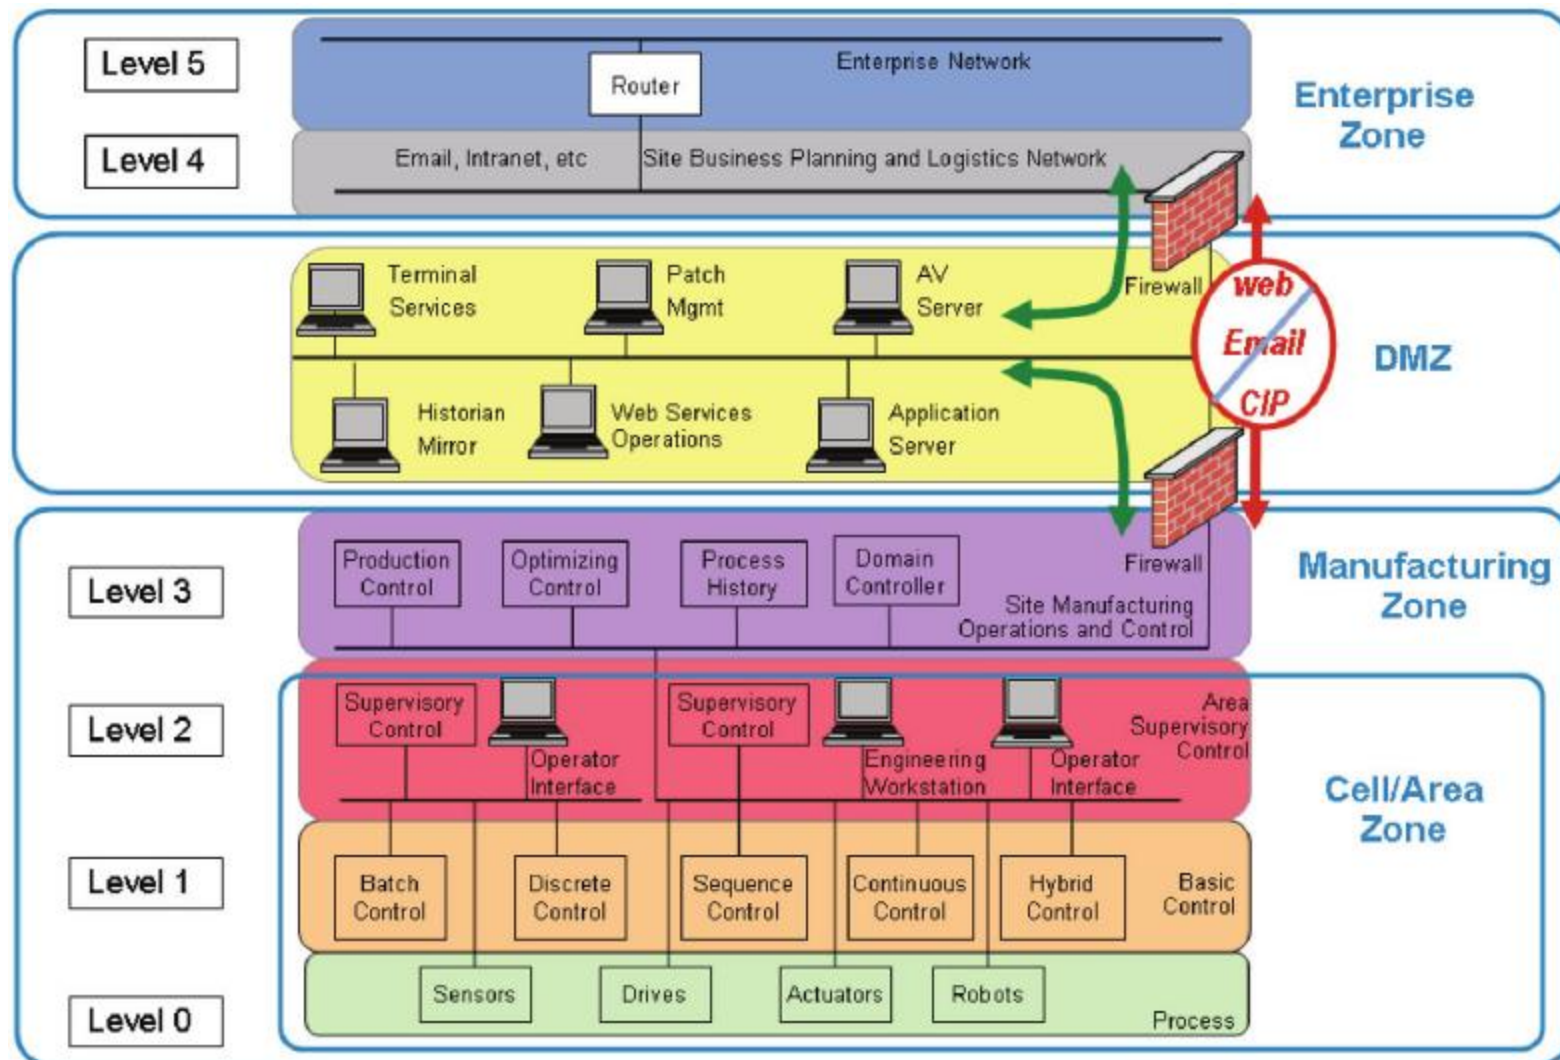 Level 5
Router
Enterprise Network
Enterprise
Zone
Level 4
Email, Intranet, etc
Site Business Planning and Logistics Network
Terminal
Services
Patch
Mgmt
AV
Server
Firewall
web
Email
CIP
DMZ
Historian
Mirror
Web Services
Operations
Application
Server
Level 3
Production
Control
Optimizing
Control
Process
History
Domain
Controller
Firewall
Site Manufacturing
Operations and Control
Manufacturing
Zone
Level 2
Supervisory
Control
Operator
Interface
Supervisory
Control
Engineering
Workstation
Operator
Interface
Area
Supervisory
Control
Cell/Area
Zone
Level 1
Batch
Control
Discrete
Control
Sequence
Control
Continuous
Control
Hybrid
Control
Basic
Control
Level 0
Sensors
Drives
Actuators
Robots
Process